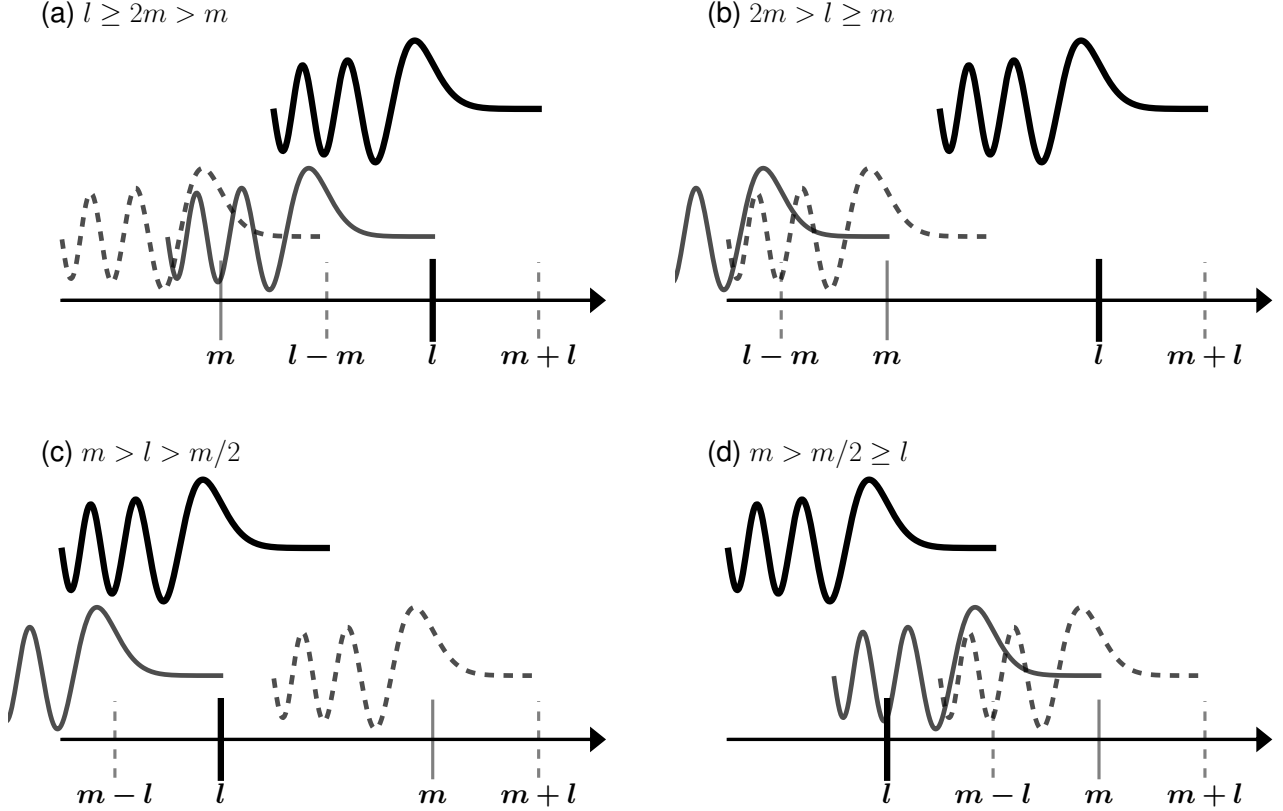 (a) l ≥ 2m > m
(b) 2m > l ≥ m
m l − m l m + l
l − m m l m + l
(c) m > l > m/2
(d) m > m/2 ≥ l
m − l l m m + l
l m − l m m + l